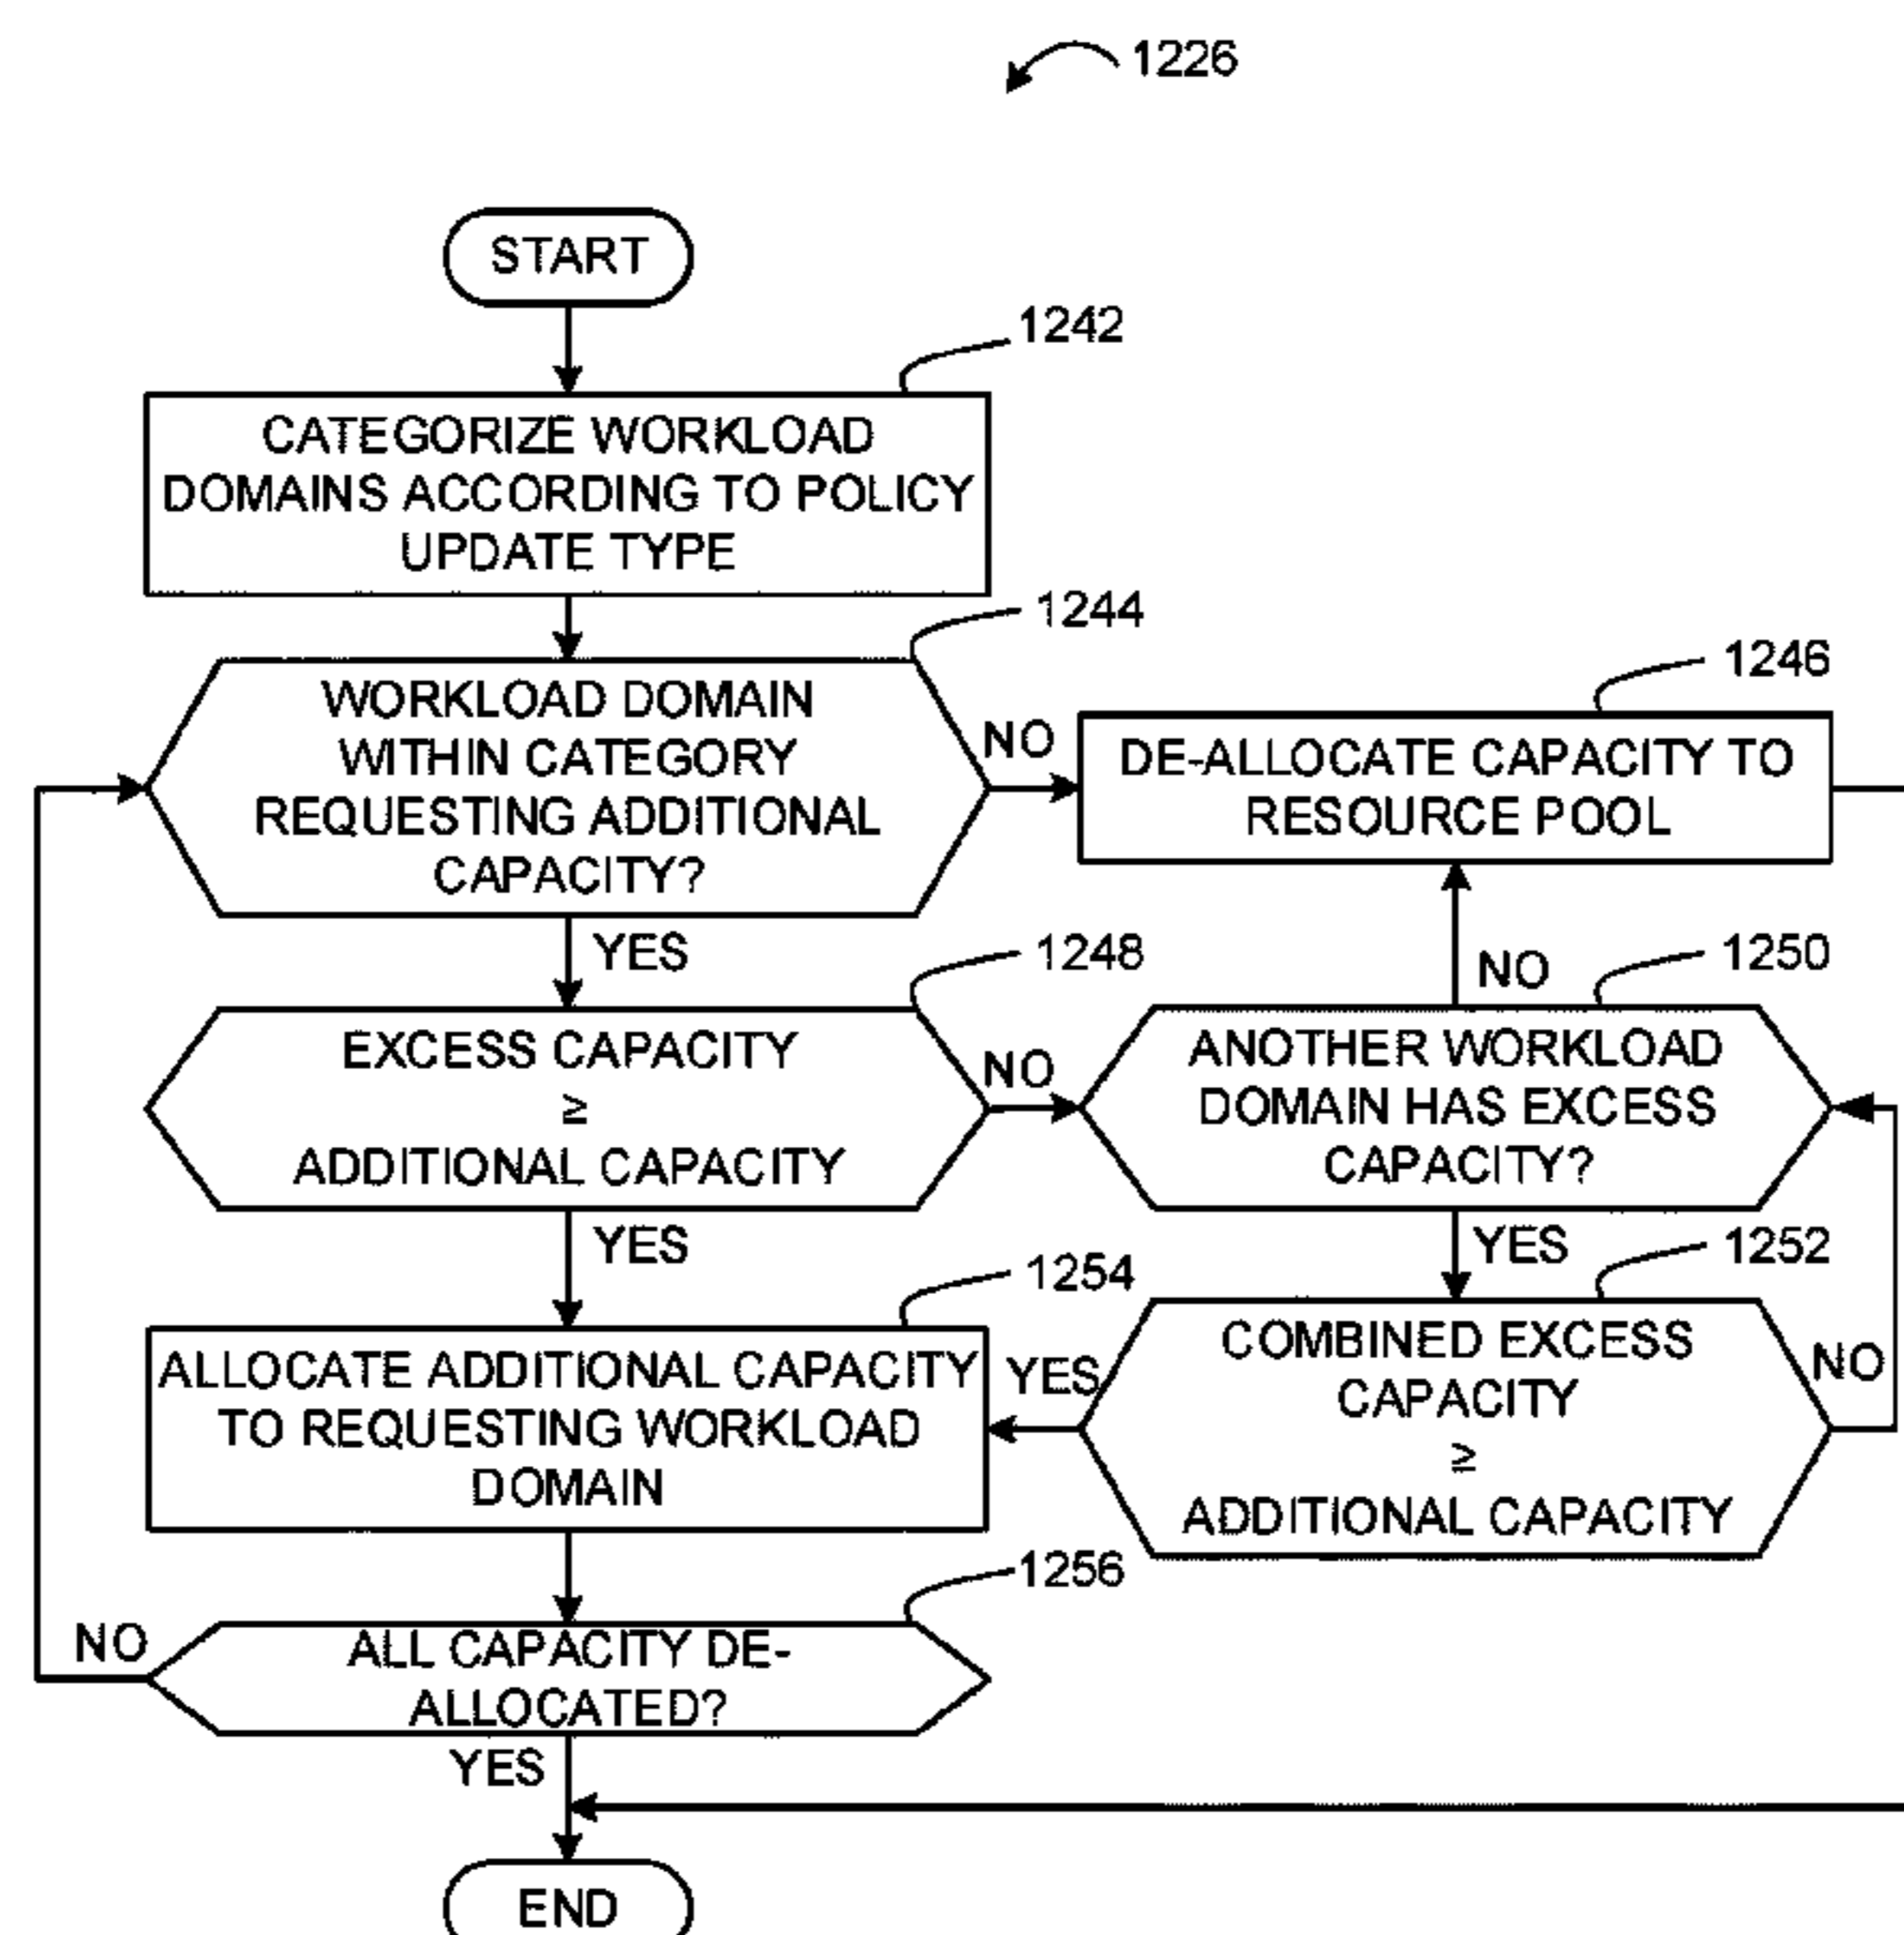 1226
START
1242
CATEGORIZE WORKLOAD
DOMAINS ACCORDING TO POLICY
UPDATE TYPE
1244
WORKLOAD DOMAIN
WITHIN CATEGORY
REQUESTING ADDITIONAL
CAPACITY?
NO
1246
DE-ALLOCATE CAPACITY TO
RESOURCE POOL
YES
1248
EXCESS CAPACITY
≥
ADDITIONAL CAPACITY
NO
NO
1250
ANOTHER WORKLOAD
DOMAIN HAS EXCESS
CAPACITY?
YES
YES
1252
COMBINED EXCESS
CAPACITY
≥
ADDITIONAL CAPACITY
NO
YES
1254
ALLOCATE ADDITIONAL CAPACITY
TO REQUESTING WORKLOAD
DOMAIN
1256
ALL CAPACITY DE-
ALLOCATED?
NO
YES
END